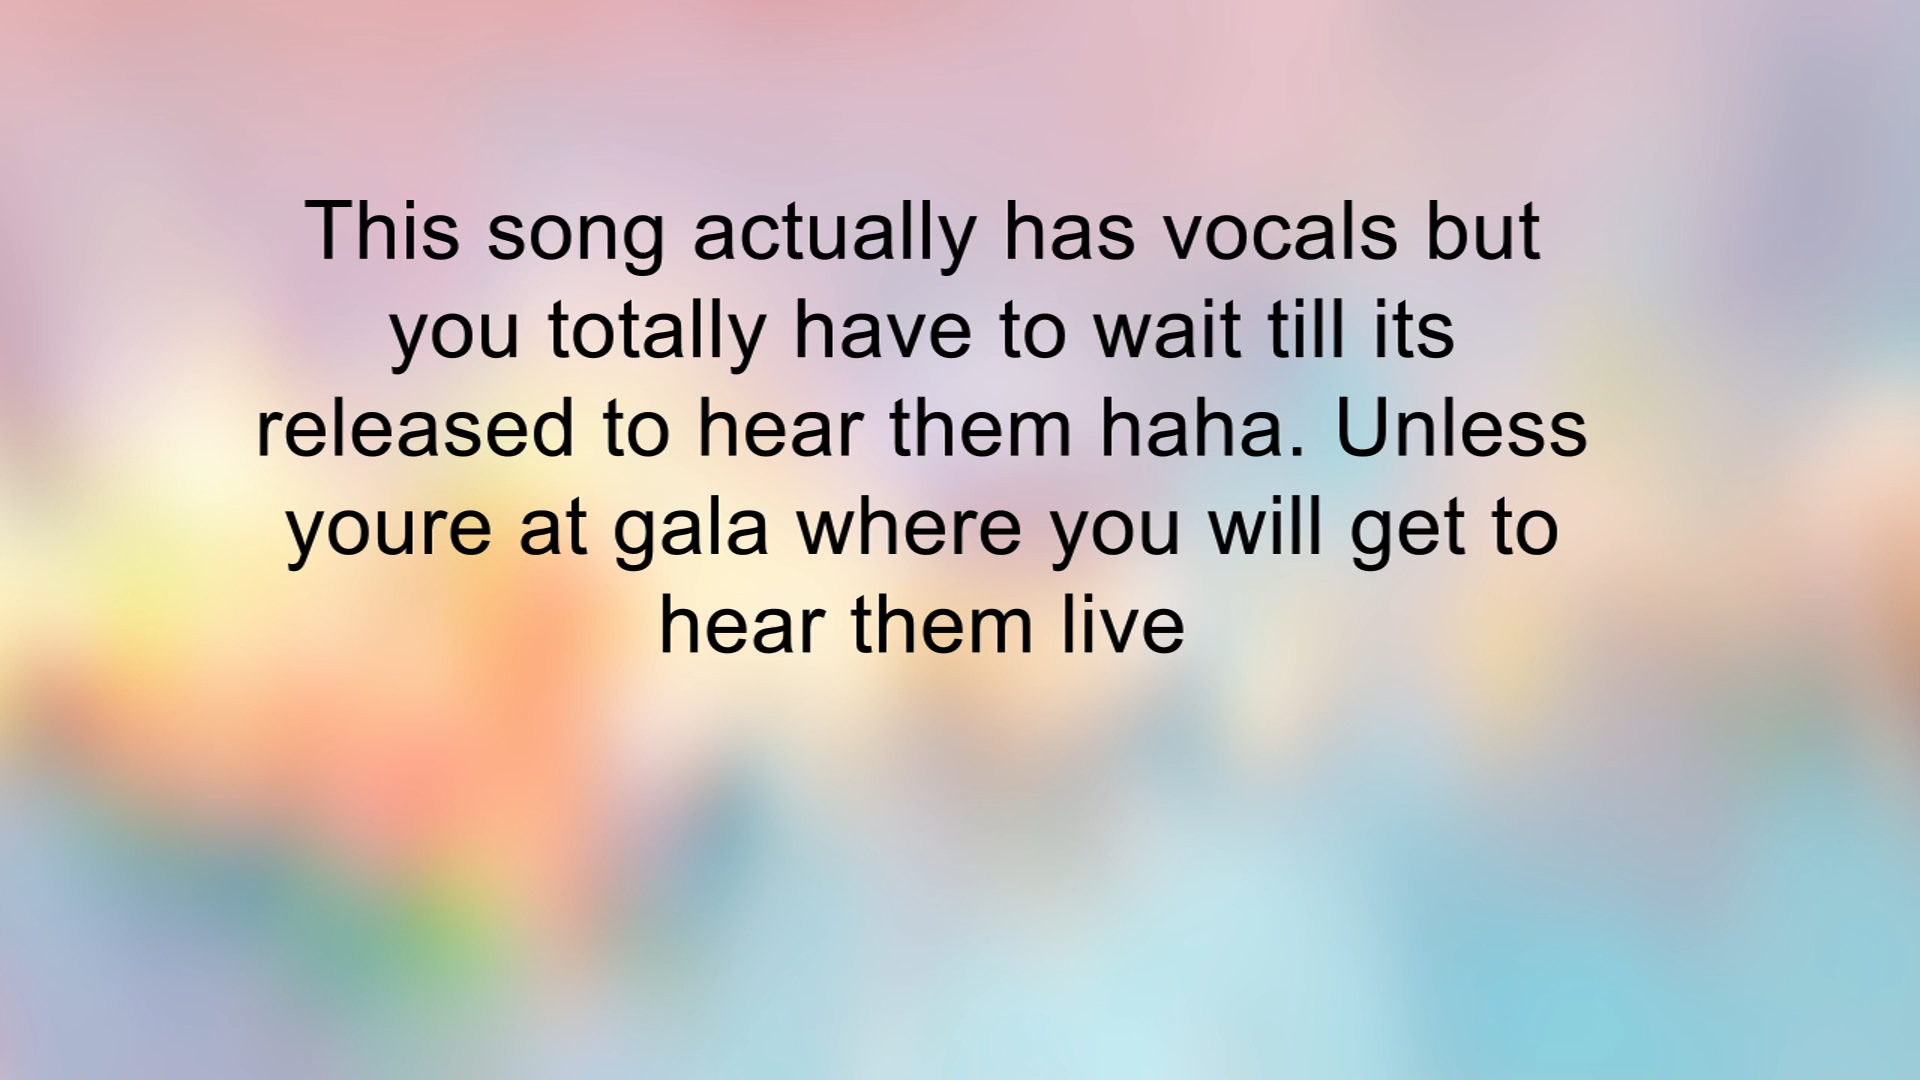 This song actually has vocals but
you totally have to wait till its
released to hear them haha. Unless
youre at gala where you will get to
hear them live